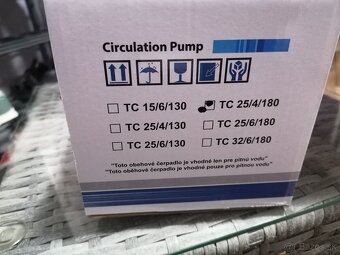 Circulation Pump
TC 15/6/130
TC 25/4/180
TC 25/4/130
TC 25/6/180
TC 25/6/130
TC 32/6/180
"Toto obehové čerpadlo je vhodné len pre pitnú vodu"
"Toto oběhové čerpadlo je vhodné pouze pro pitnou vodu"